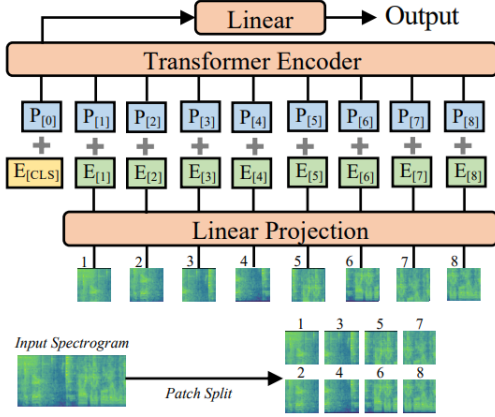 Linear
Output
Transformer Encoder
P[0] P[1] P[2] P[3] P[4] P[5] P[6] P[7] P[8]
+ + + + + + + + +
E[CLS] E[1] E[2] E[3] E[4] E[5] E[6] E[7] E[8]
Linear Projection
1 2 3 4 5 6 7 8
Input Spectrogram
Patch Split
1 3 5 7
2 4 6 8